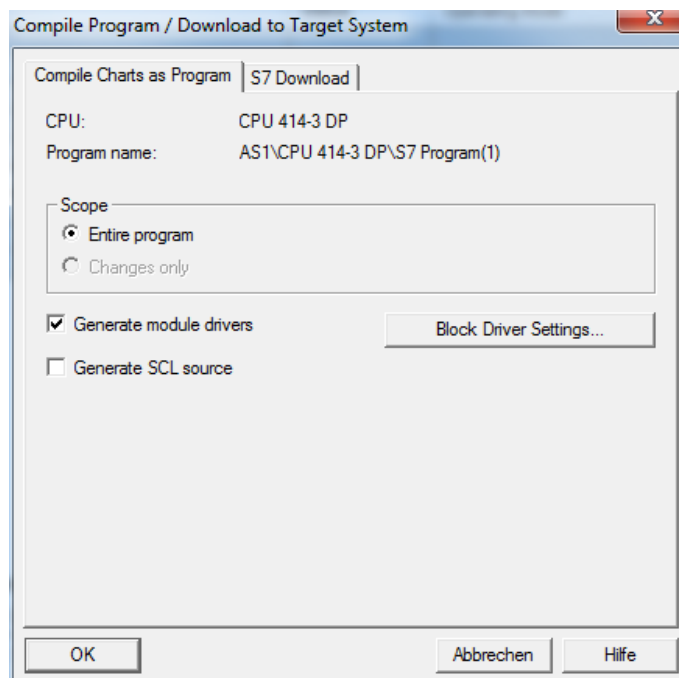 Compile Program / Download to Target System
X
Compile Charts as Program
S7 Download
CPU: CPU 414-3 DP
Program name: AS1\CPU 414-3 DP\S7 Program(1)
Scope
Entire program
Changes only
Generate module drivers
Block Driver Settings...
Generate SCL source
OK
Abbrechen
Hilfe